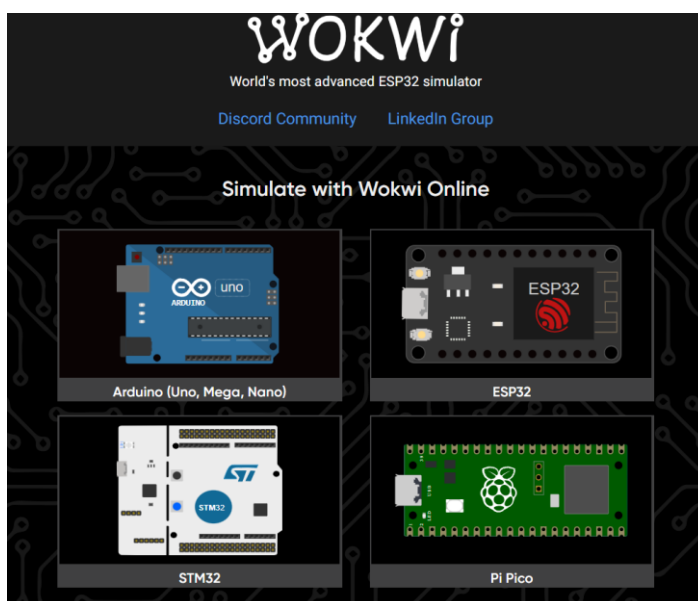 WOKWi
World's most advanced ESP32 simulator
Discord Community LinkedIn Group
Simulate with Wokwi Online
uno
ARDUINO
ESP32
Arduino (Uno, Mega, Nano)
ESP32
ST
STM32
STM32
Pi Pico